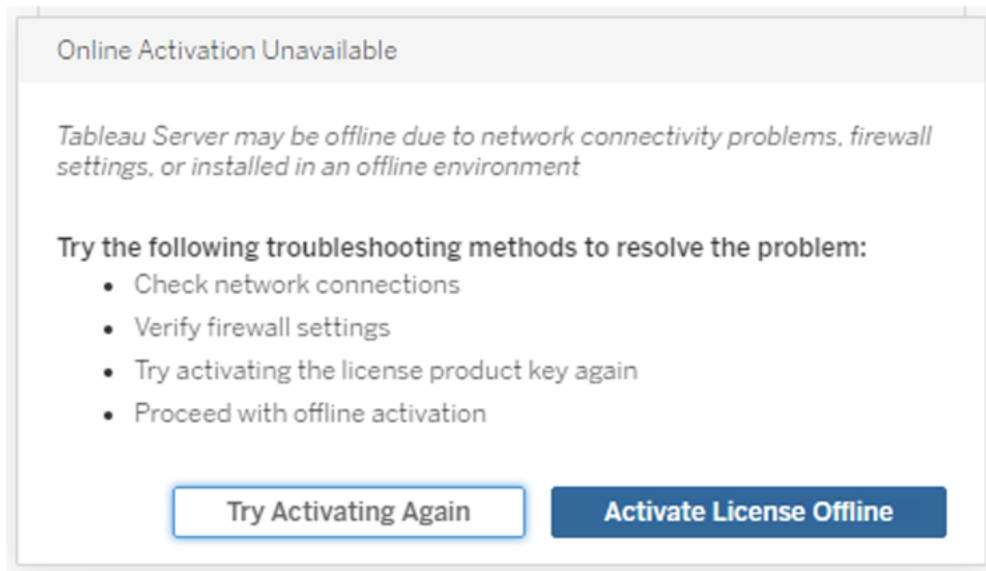 Online Activation Unavailable
Tableau Server may be offline due to network connectivity problems, firewall
settings, or installed in an offline environment
Try the following troubleshooting methods to resolve the problem:
• Check network connections
• Verify firewall settings
• Try activating the license product key again
• Proceed with offline activation
Try Activating Again
Activate License Offline